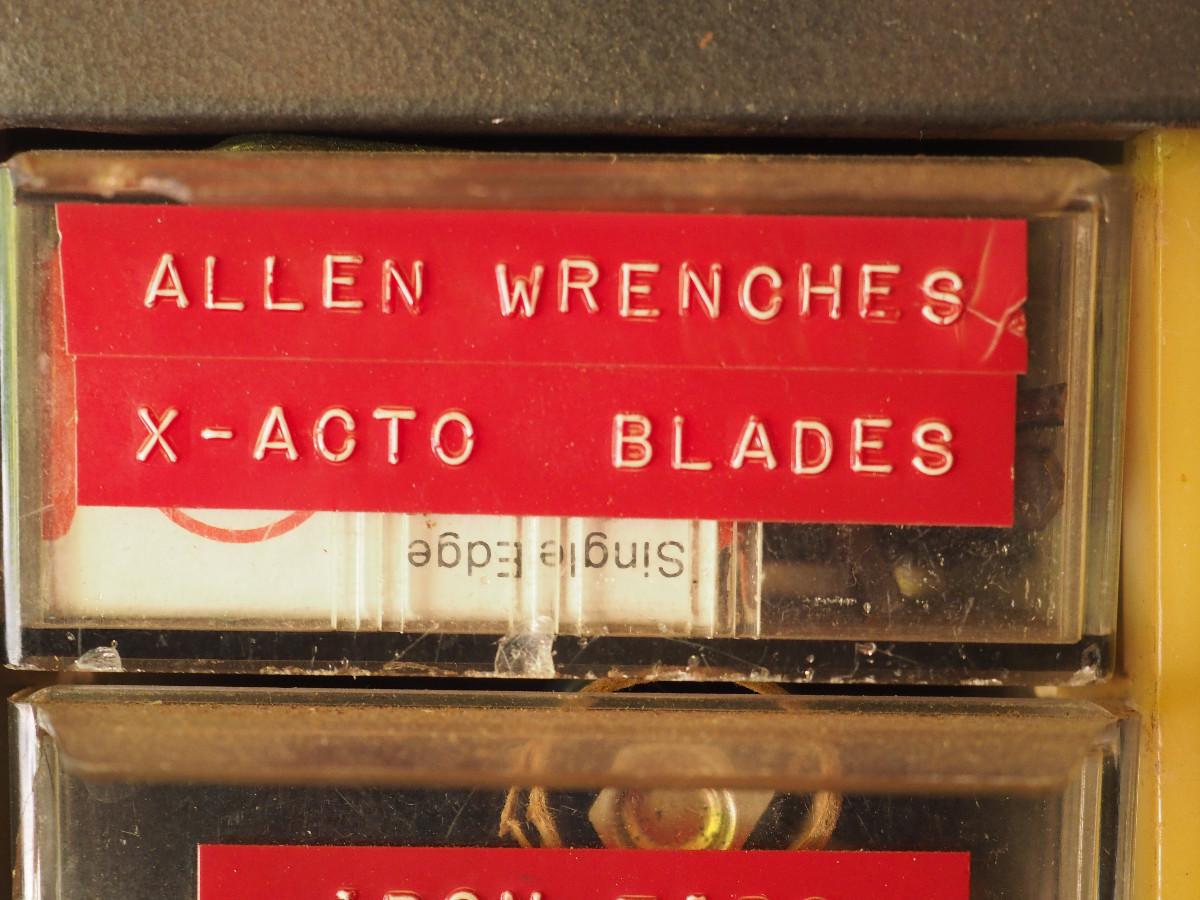 ALLEN WRENCHES
X-ACTO BLADES
Single Edge